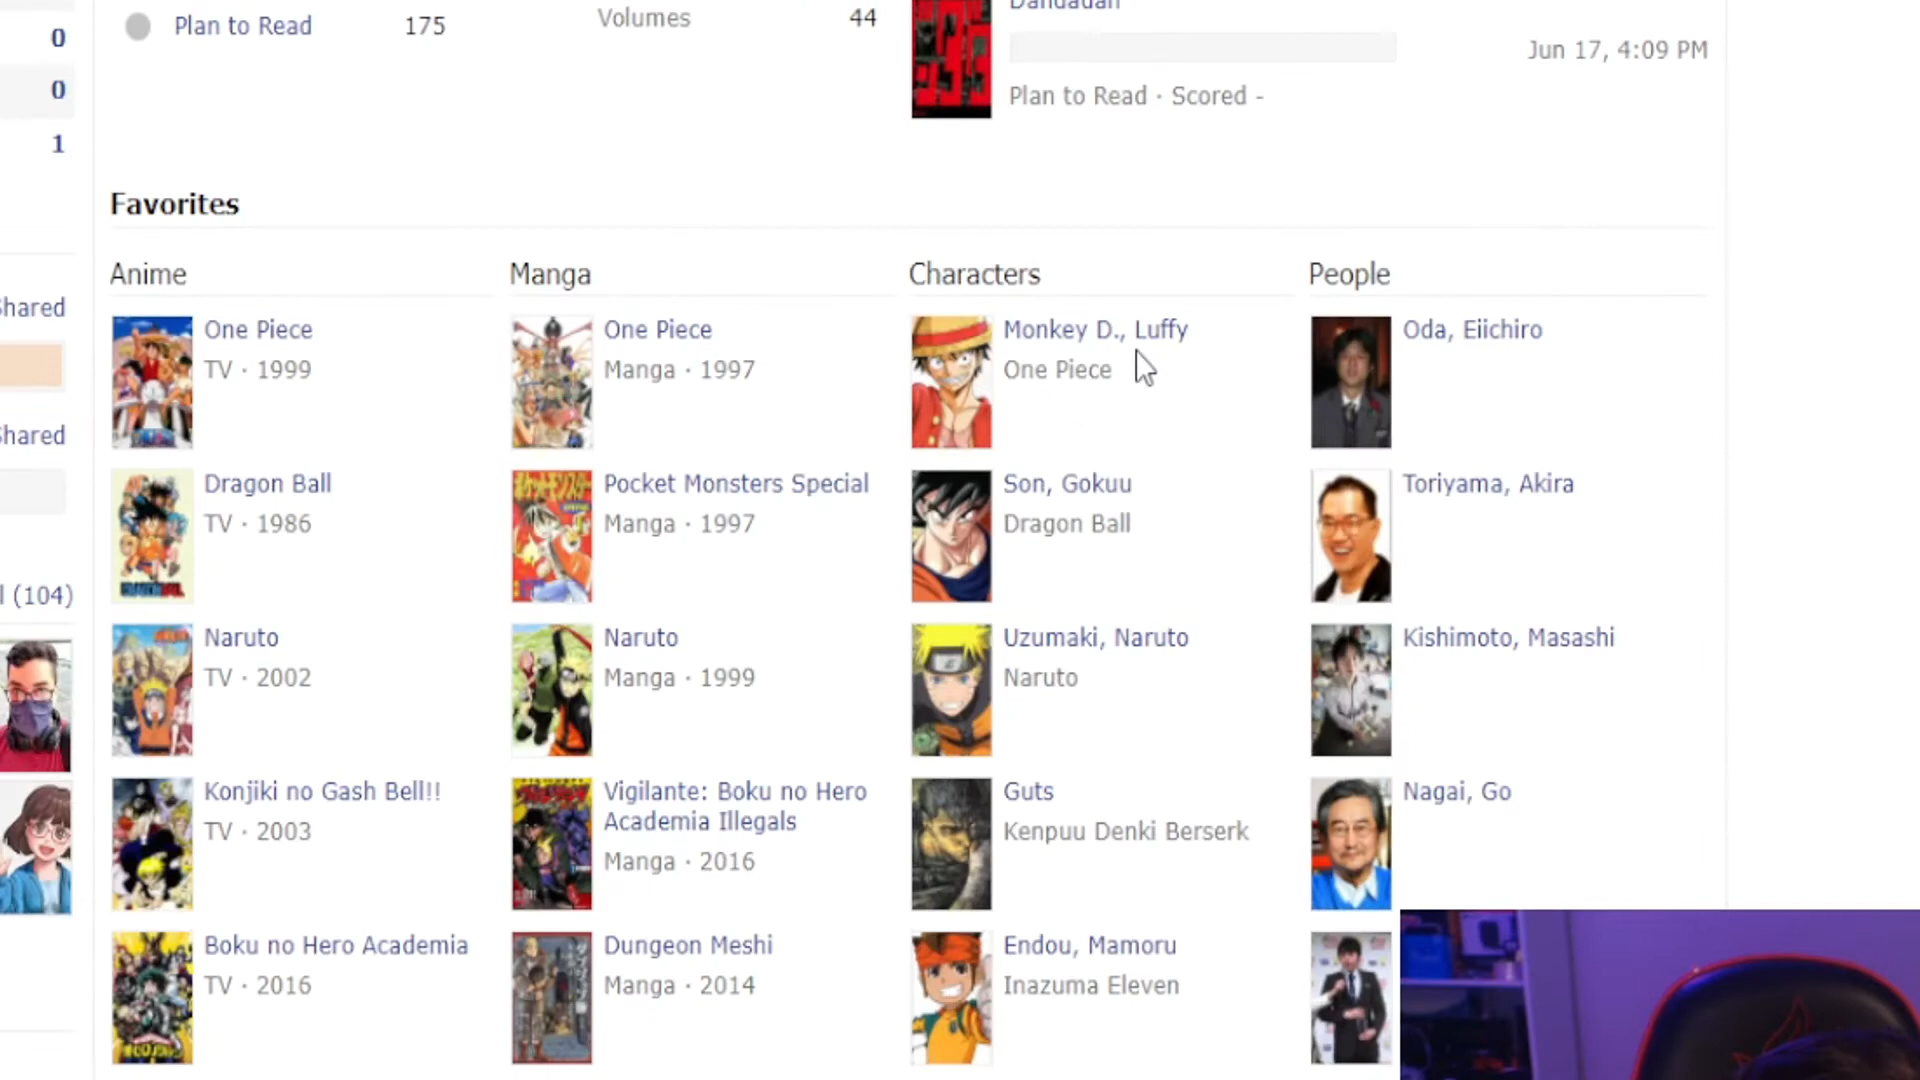 0
0
1
Shared
Shared
(104)
Plan to Read 175
Volumes 44
Dandadan
Jun 17, 4:09 PM
Plan to Read · Scored -
Favorites
Anime
One Piece
TV · 1999
Dragon Ball
TV · 1986
Naruto
TV · 2002
Konjiki no Gash Bell!!
TV · 2003
Boku no Hero Academia
TV · 2016
Manga
One Piece
Manga · 1997
Pocket Monsters Special
Manga · 1997
Naruto
Manga · 1999
Vigilante: Boku no Hero
Academia Illegals
Manga · 2016
Dungeon Meshi
Manga · 2014
Characters
Monkey D., Luffy
One Piece
Son, Gokuu
Dragon Ball
Uzumaki, Naruto
Naruto
Guts
Kenpuu Denki Berserk
Endou, Mamoru
Inazuma Eleven
People
Oda, Eiichiro
Toriyama, Akira
Kishimoto, Masashi
Nagai, Go